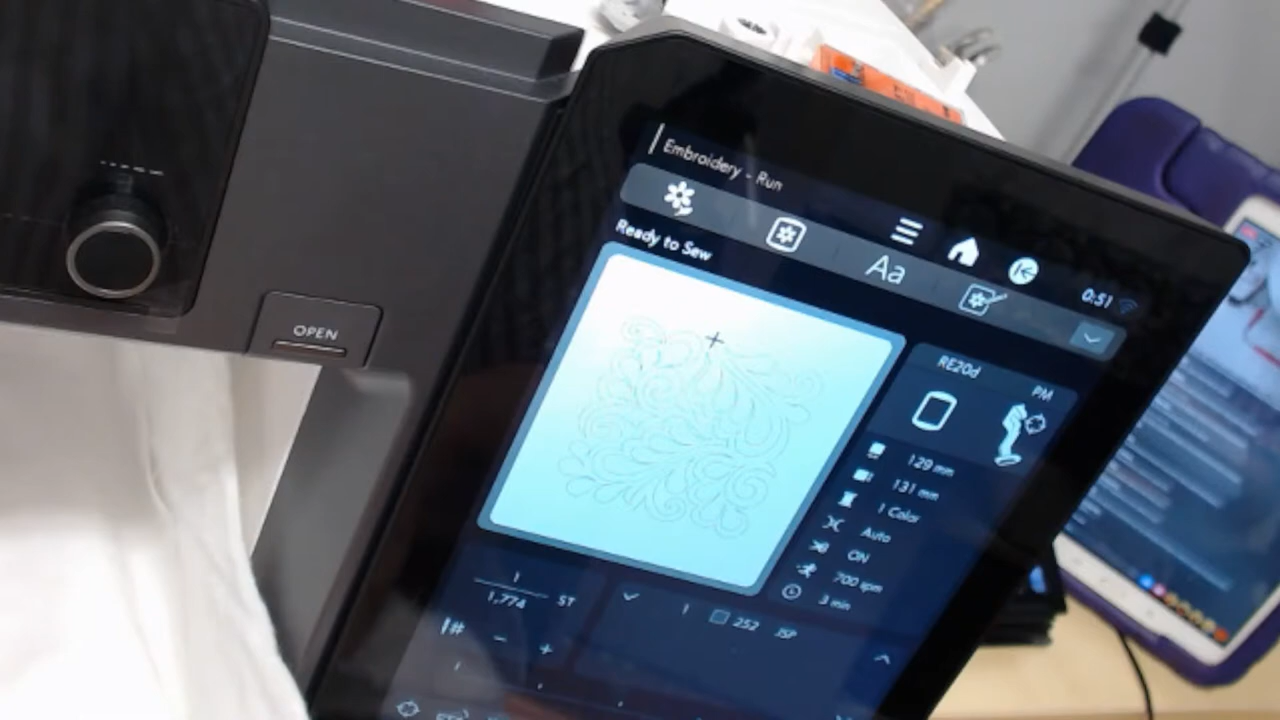 Embroidery - Run
Ready to Sew
Aa
0:51
OPEN
RE20d
PM
129 mm
131 mm
1 Color
Auto
ON
700 spm
3 min
1
1,774
ST
1
252
JSP
#
- +